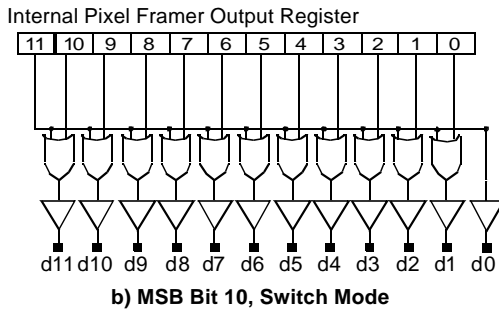 Internal Pixel Framer Output Register
11 10 9 8 7 6 5 4 3 2 1 0
d11 d10 d9 d8 d7 d6 d5 d4 d3 d2 d1 d0
b) MSB Bit 10, Switch Mode